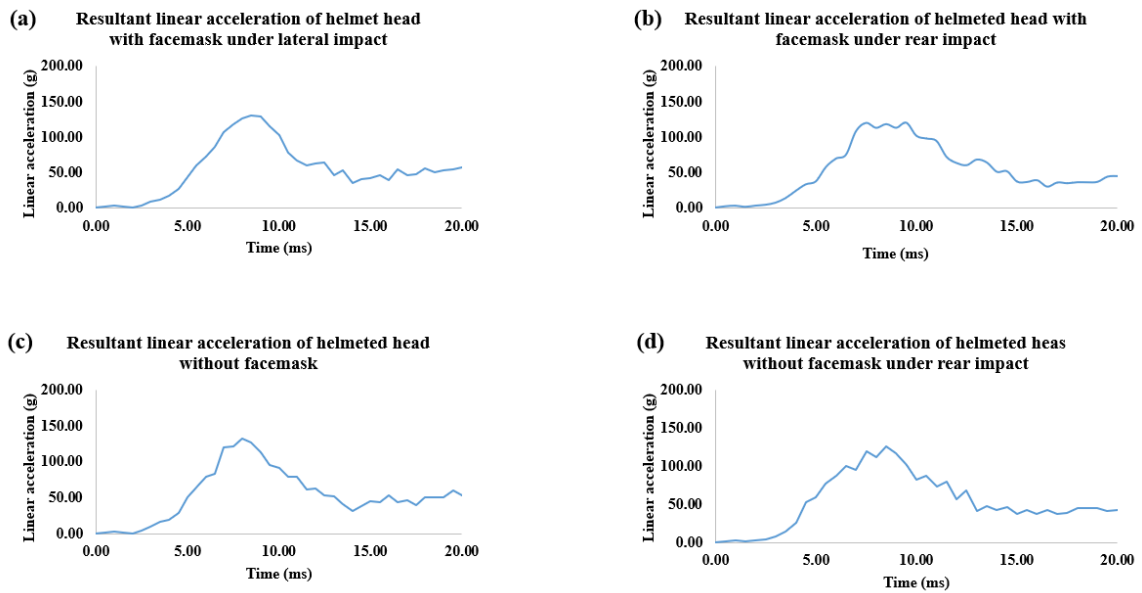 (a)
Resultant linear acceleration of helmet head
with facemask under lateral impact
Linear acceleration (g)
200.00
150.00
100.00
50.00
0.00
0.00 5.00 10.00 15.00 20.00
Time (ms)
(b)
Resultant linear acceleration of helmeted head with
facemask under rear impact
Linear acceleration (g)
200.00
150.00
100.00
50.00
0.00
0.00 5.00 10.00 15.00 20.00
Time (ms)
(c)
Resultant linear acceleration of helmeted head
without facemask
Linear acceleration (g)
200.00
150.00
100.00
50.00
0.00
0.00 5.00 10.00 15.00 20.00
Time (ms)
(d)
Resultant linear acceleration of helmeted heas
without facemask under rear impact
Linear acceleration (g)
200.00
150.00
100.00
50.00
0.00
0.00 5.00 10.00 15.00 20.00
Time (ms)